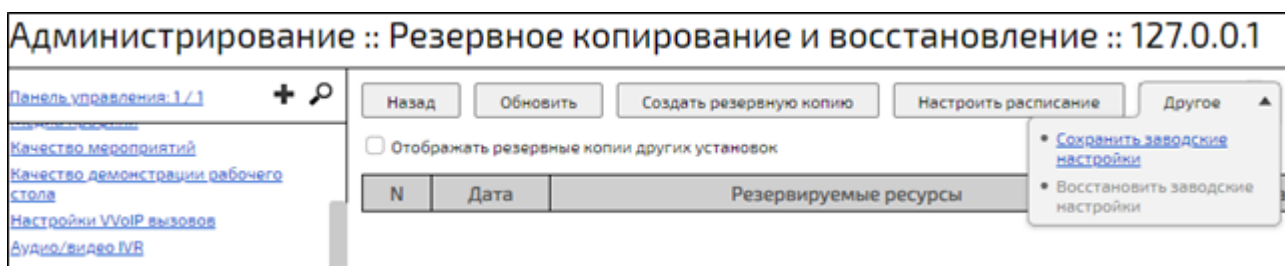 Администрирование :: Резервное копирование и восстановление :: 127.0.0.1
Панель управления: 1 / 1
Назад
Обновить
Создать резервную копию
Настроить расписание
Другое
Качество мероприятий
Качество демонстрации рабочего
стола
Настройки VVoIP вызовов
Аудио/видео IVR
Отображать резервные копии других установок
Сохранить заводские
настройки
Восстановить заводские
настройки
N
Дата
Резервируемые ресурсы